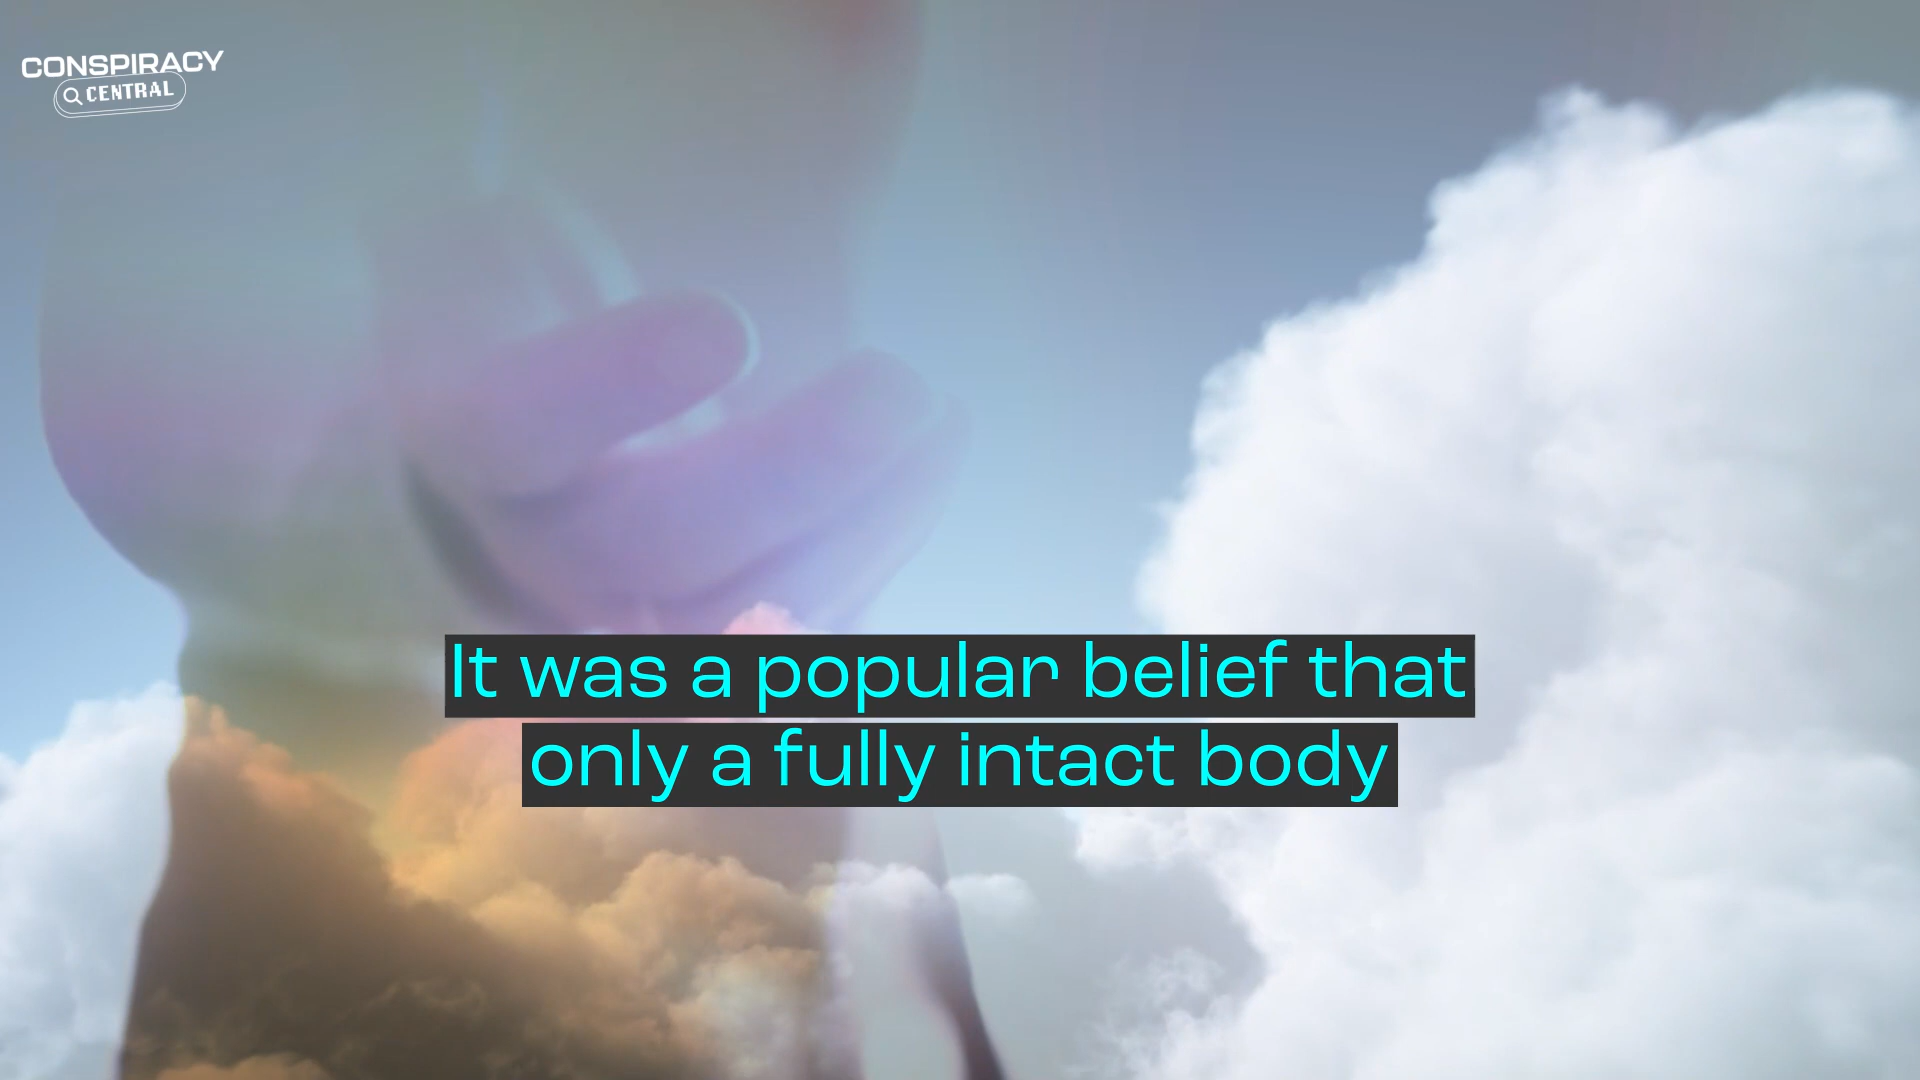 CONSPIRACY
CENTRAL
It was a popular belief that
only a fully intact body